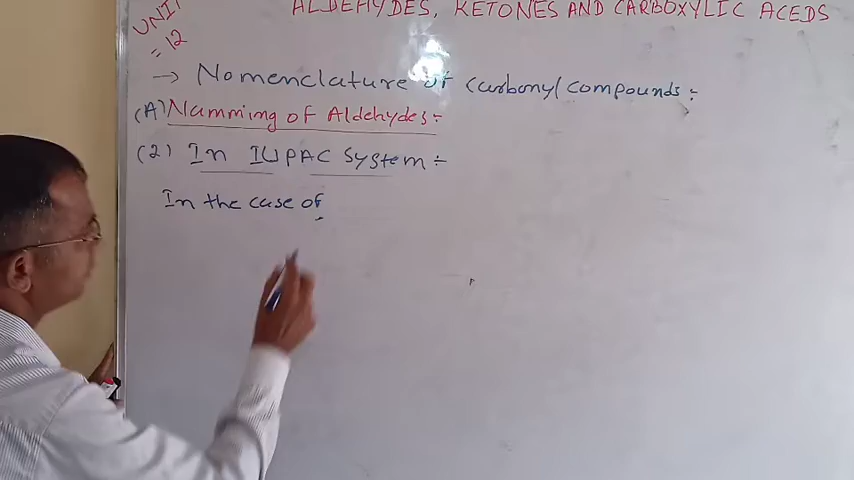 ALDEHYDES, KETONES AND CARBOXYLIC ACEDS
UNIT
= 12
→ Nomenclature of carbonyl compounds:
(A) Namming of Aldehydes:
(2) In IUPAC System ÷
In the case of